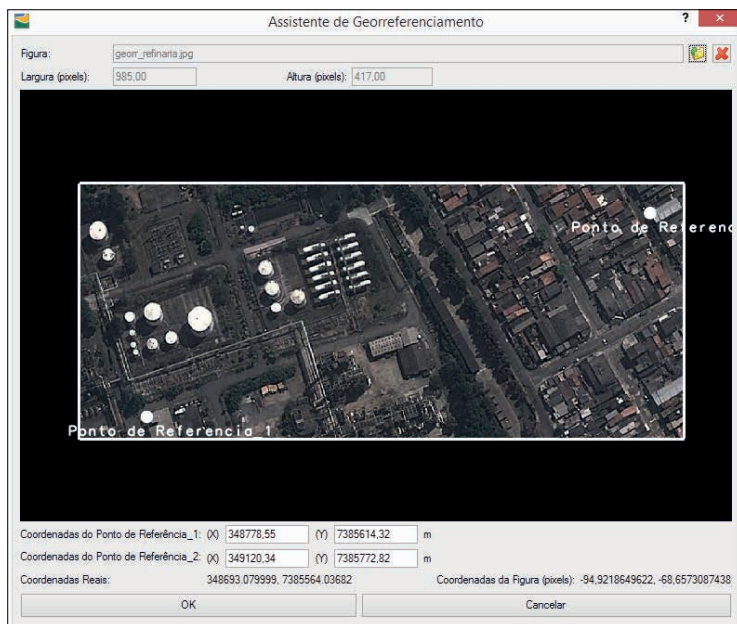 Assistente de Georreferenciamento
?
Figura: georr_refinaria.jpg
Largura (pixels): 985,00 Altura (pixels): 417,00
Ponto de Referenc
Ponto de Referencia_1
Coordenadas do Ponto de Referência_1: (X) 348778,55 (Y) 7385614,32 m
Coordenadas do Ponto de Referência_2: (X) 349120,34 (Y) 7385772,82 m
Coordenadas Reais: 348693.079999, 7385564.03682 Coordenadas da Figura (pixels): -94,9218649622, -68,6573087438
OK Cancelar